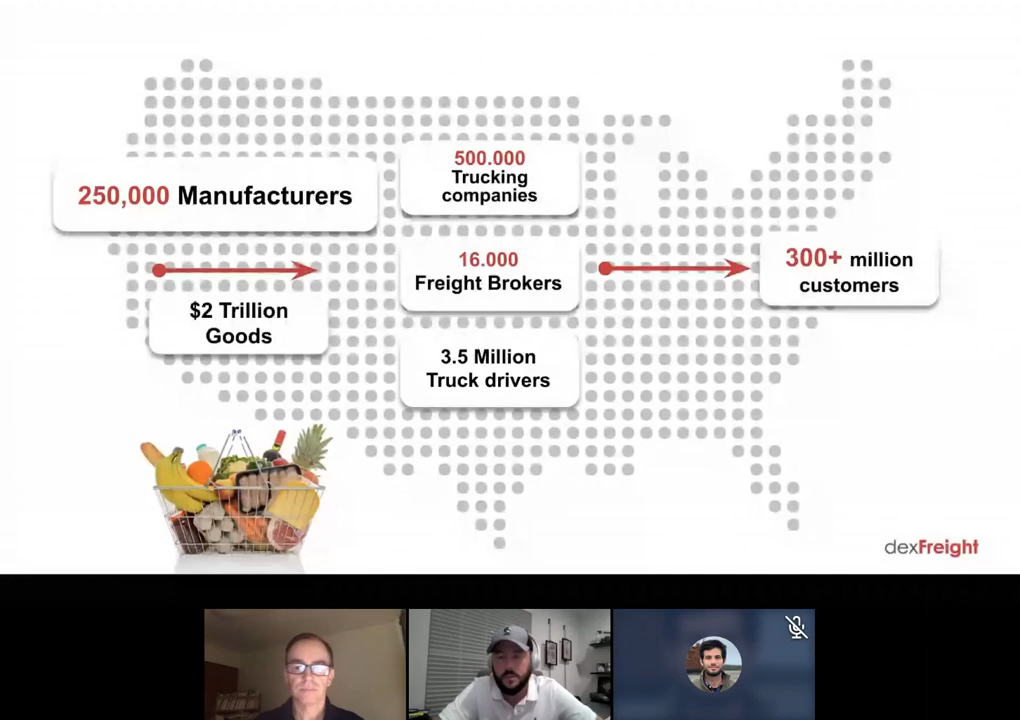 250,000 Manufacturers
$2 Trillion
Goods
500.000
Trucking
companies
16.000
Freight Brokers
3.5 Million
Truck drivers
300+ million
customers
dexFreight